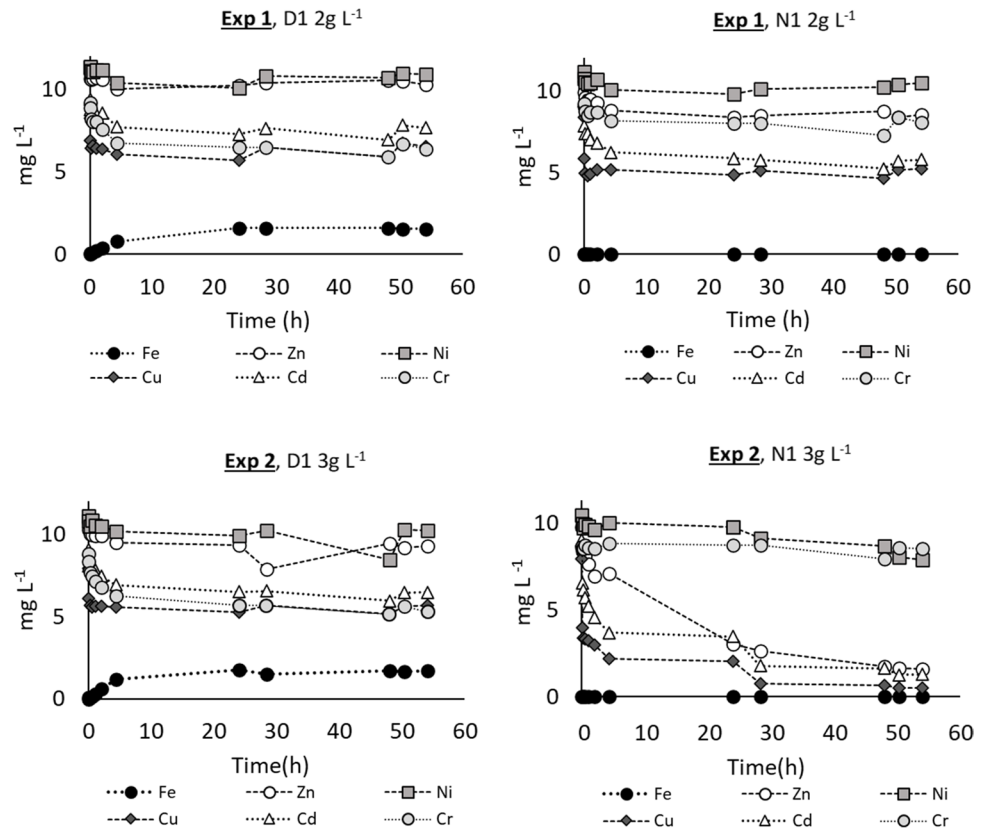 Exp 1, D1 2g L-1
mg L-1
10
5
0
0 10 20 30 40 50 60
Time (h)
Fe Zn Ni
Cu Cd Cr
Exp 1, N1 2g L-1
mg L-1
10
5
0
0 10 20 30 40 50 60
Time (h)
Fe Zn Ni
Cu Cd Cr
Exp 2, D1 3g L-1
mg L-1
10
5
0
0 10 20 30 40 50 60
Time(h)
Fe Zn Ni
Cu Cd Cr
Exp 2, N1 3g L-1
mg L-1
10
5
0
0 10 20 30 40 50 60
Time(h)
Fe Zn Ni
Cu Cd Cr